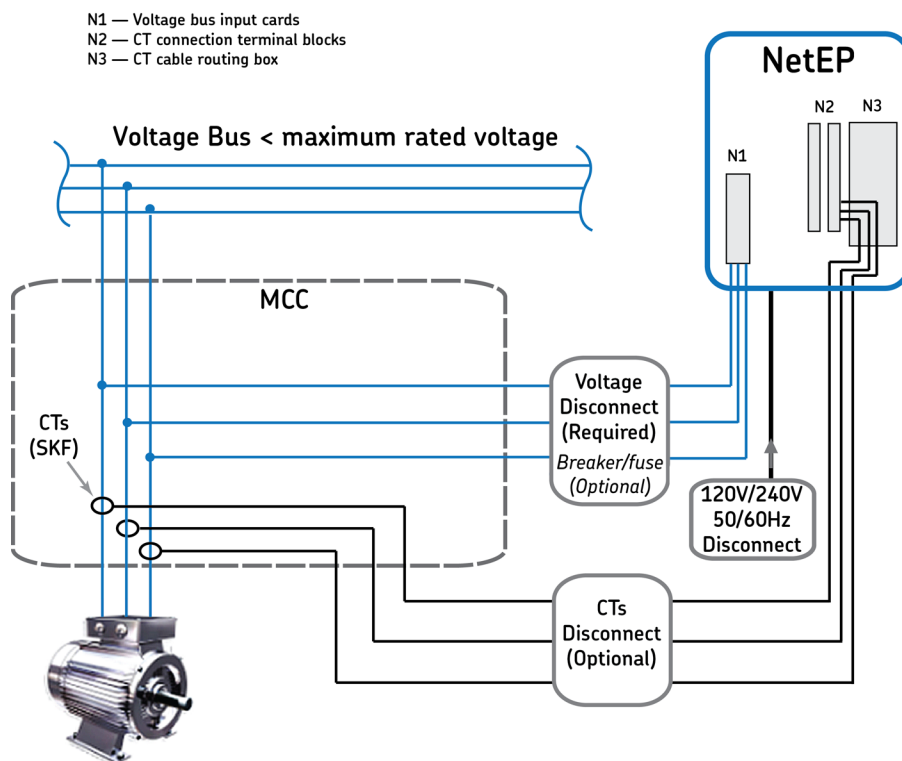 N1 — Voltage bus input cards
N2 — CT connection terminal blocks
N3 — CT cable routing box
NetEP
N2
N3
N1
Voltage Bus < maximum rated voltage
MCC
CTs
(SKF)
Voltage
Disconnect
(Required)
Breaker/fuse
(Optional)
120V/240V
50/60Hz
Disconnect
CTs
Disconnect
(Optional)